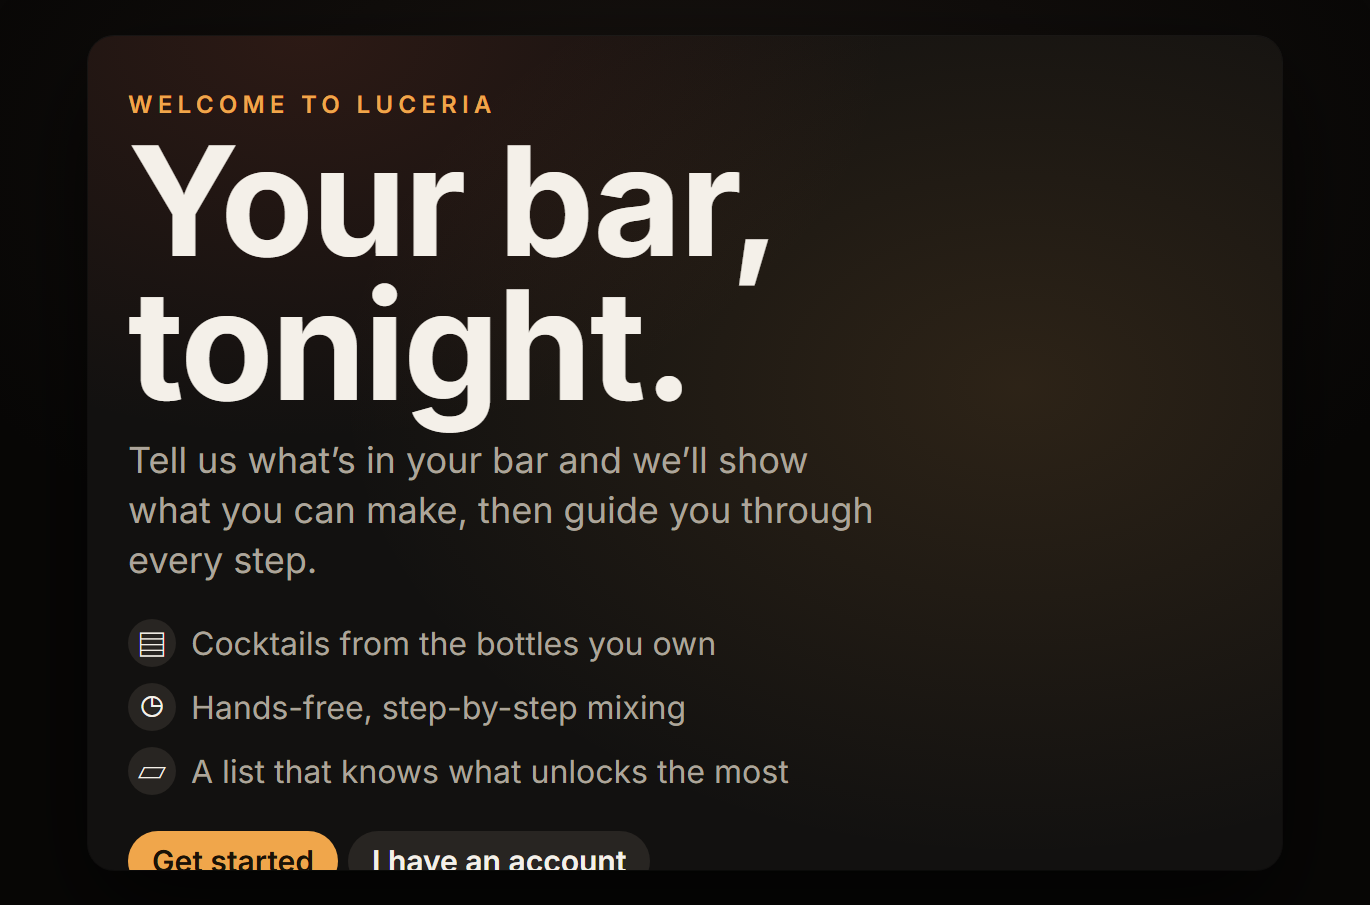 WELCOME TO LUCERIA
Your bar,
tonight.
Tell us what’s in your bar and we’ll show
what you can make, then guide you through
every step.
Cocktails from the bottles you own
Hands-free, step-by-step mixing
A list that knows what unlocks the most
Get started
I have an account